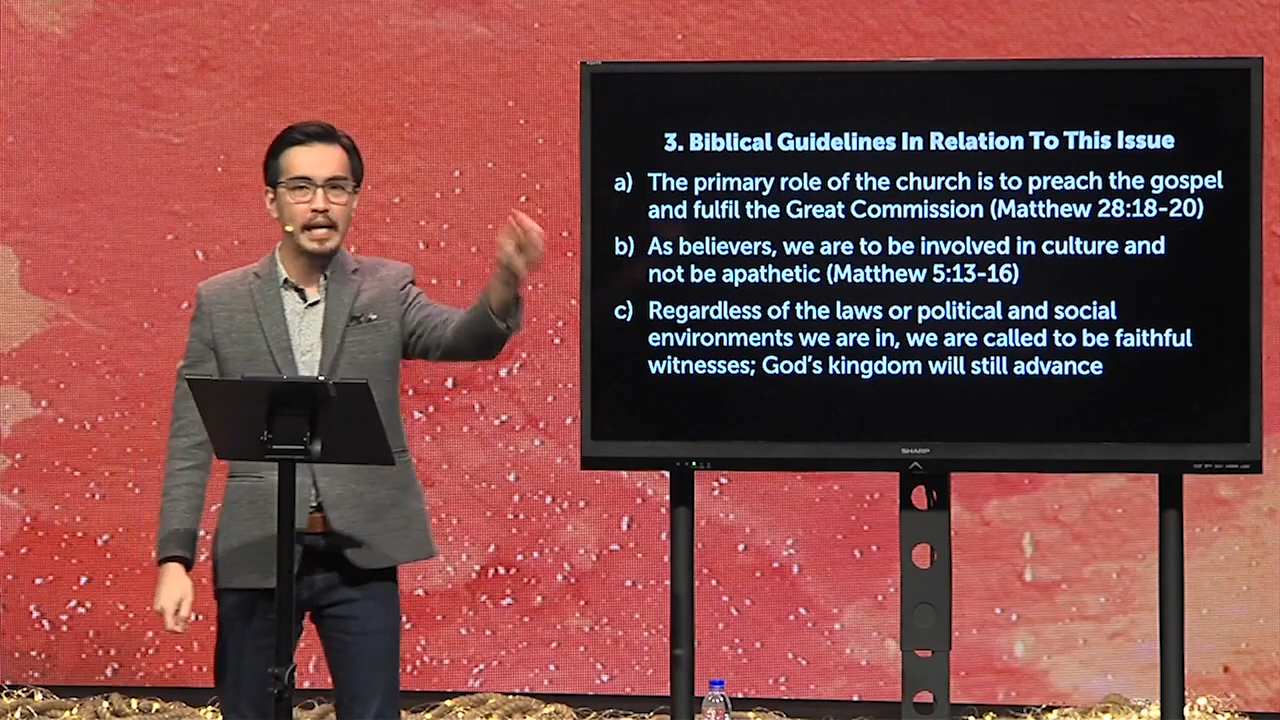 3. Biblical Guidelines In Relation To This Issue
a) The primary role of the church is to preach the gospel
and fulfil the Great Commission (Matthew 28:18-20)
b) As believers, we are to be involved in culture and
not be apathetic (Matthew 5:13-16)
c) Regardless of the laws or political and social
environments we are in, we are called to be faithful
witnesses; God's kingdom will still advance
SHARP